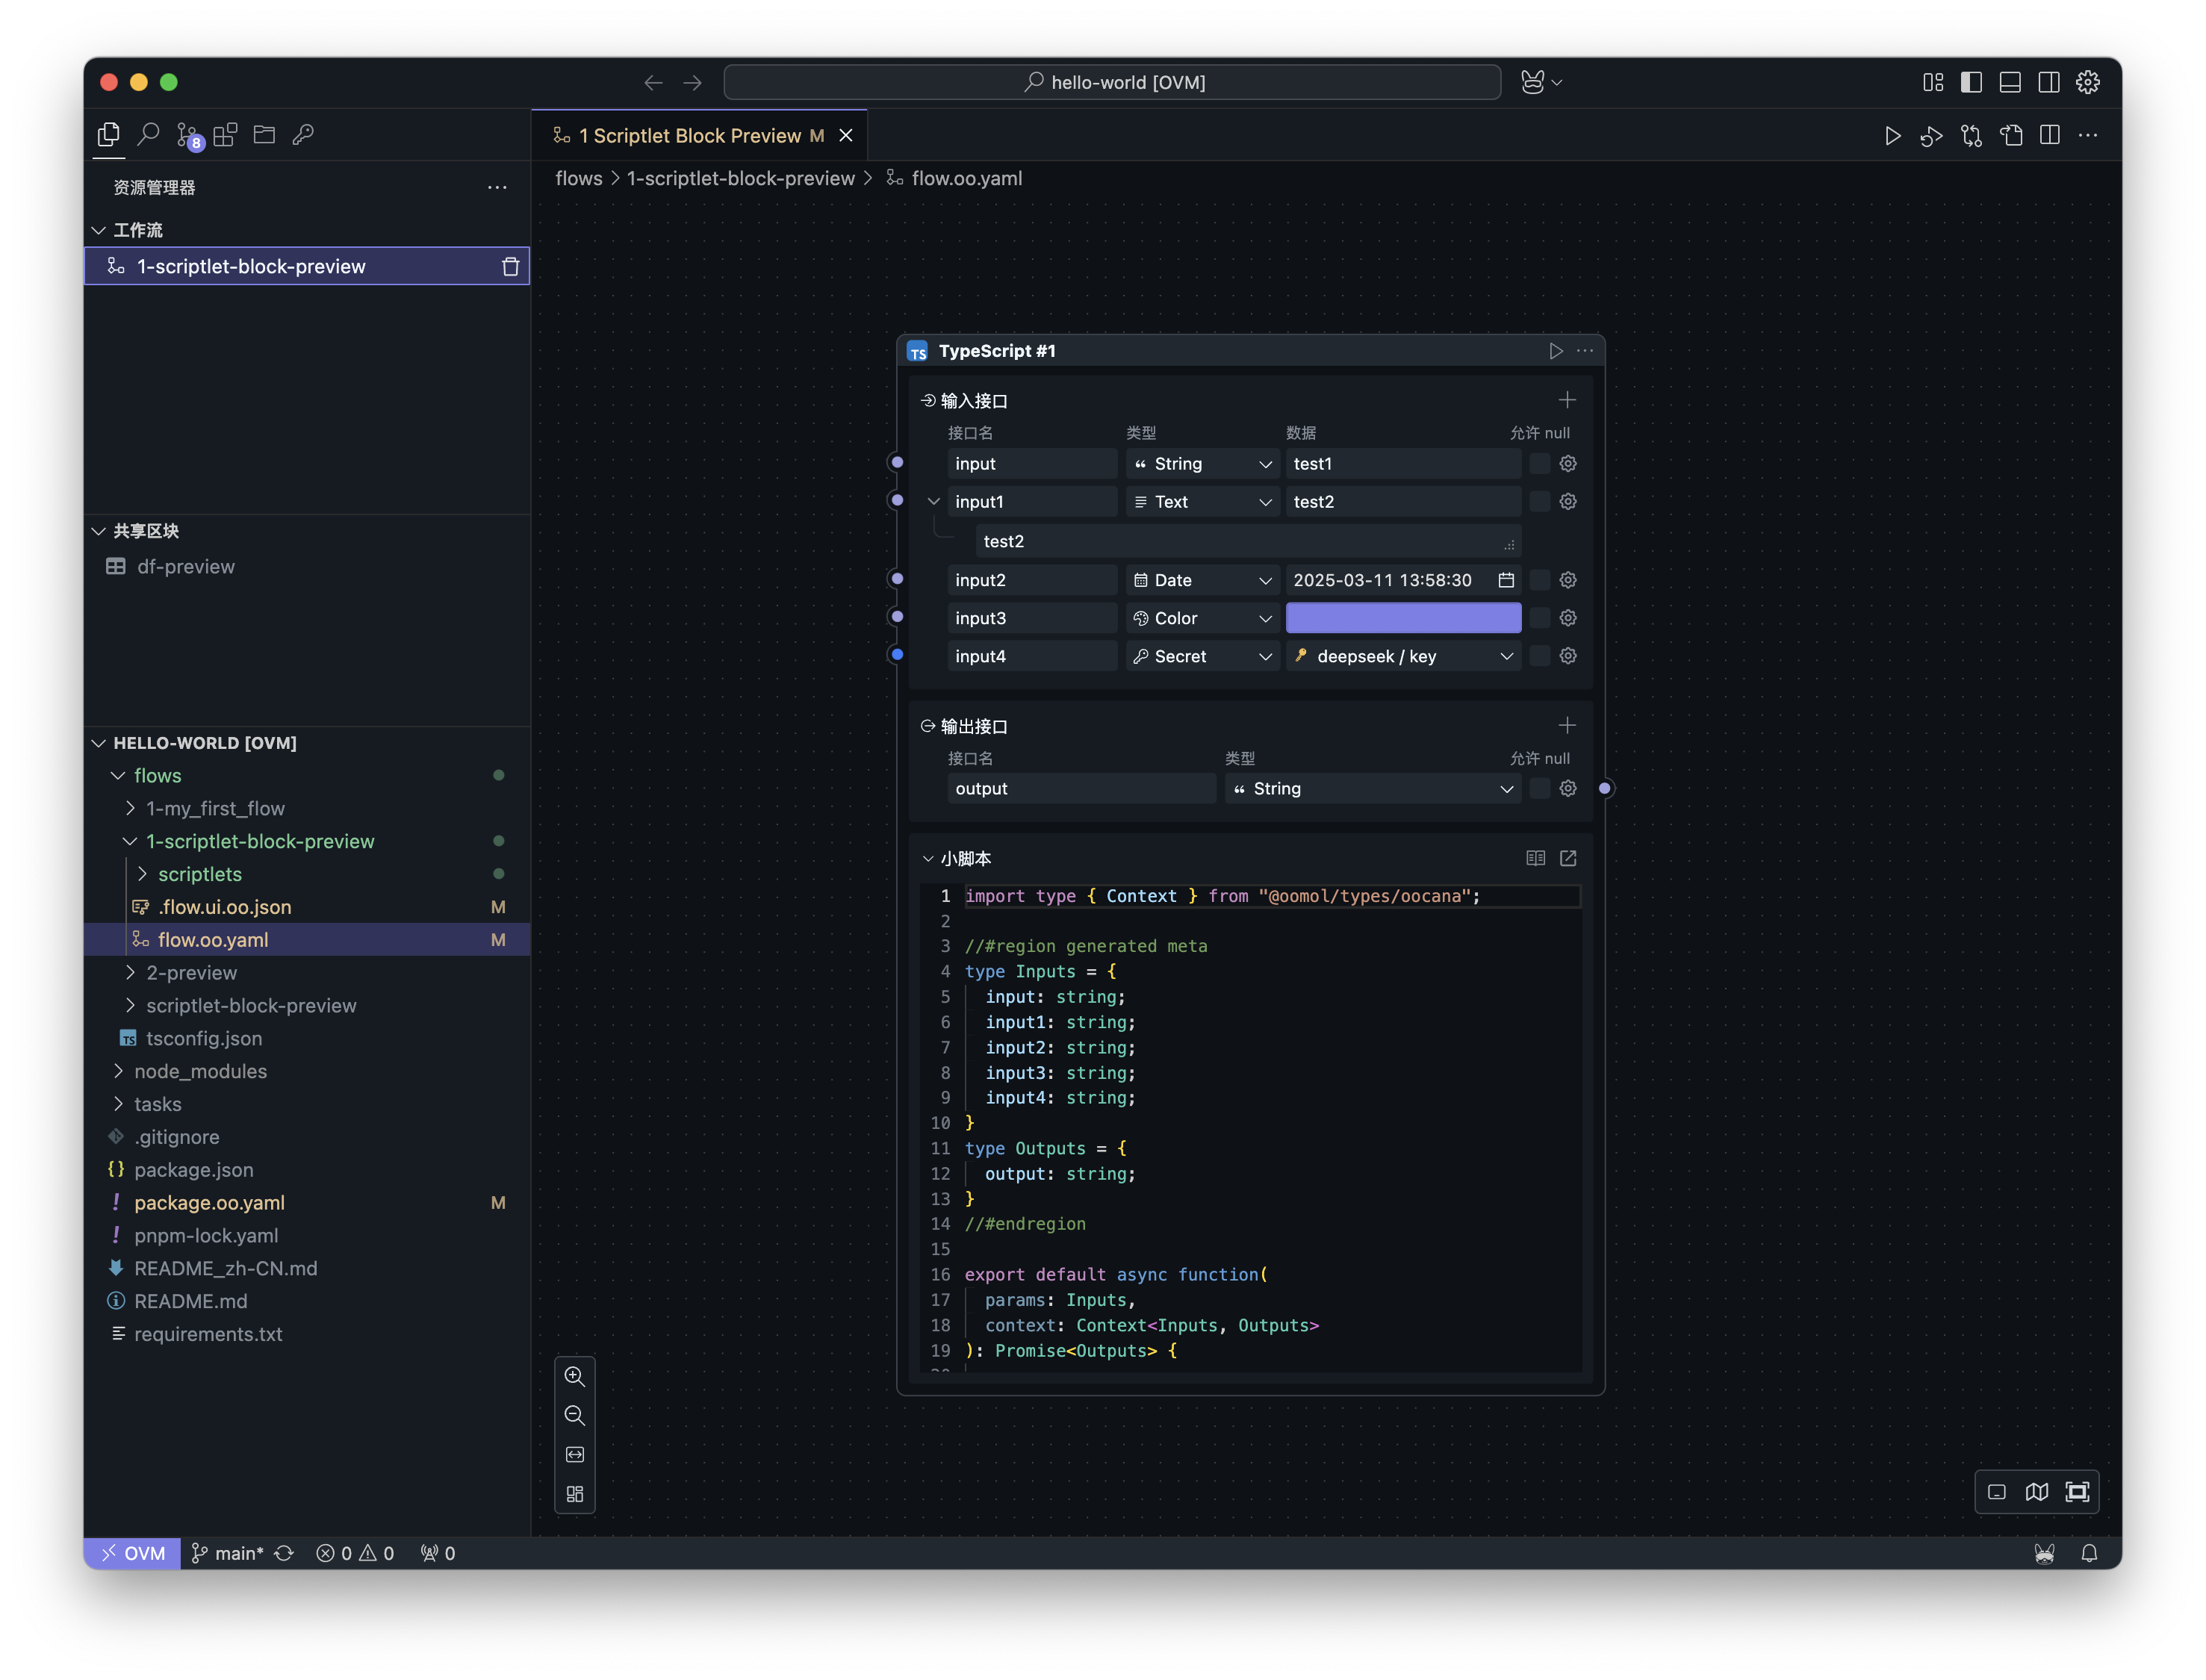 hello-world [OVM]
8
1 Scriptlet Block Preview M
资源管理器
工作流
1-scriptlet-block-preview
共享区块
df-preview
HELLO-WORLD [OVM]
flows
1-my_first_flow
1-scriptlet-block-preview
scriptlets
.flow.ui.oo.json M
flow.oo.yaml M
2-preview
scriptlet-block-preview
TS tsconfig.json
node_modules
tasks
.gitignore
{} package.json
! package.oo.yaml M
! pnpm-lock.yaml
README_zh-CN.md
README.md
requirements.txt
flows > 1-scriptlet-block-preview > flow.oo.yaml
TS TypeScript #1
输入接口
接口名 类型 数据 允许 null
input String test1
input1 Text test2
test2
input2 Date 2025-03-11 13:58:30
input3 Color
input4 Secret deepseek / key
输出接口
接口名 类型 允许 null
output String
小脚本
1 import type { Context } from "@oomol/types/oocana";
2
3 //#region generated meta
4 type Inputs = {
5 input: string;
6 input1: string;
7 input2: string;
8 input3: string;
9 input4: string;
10 }
11 type Outputs = {
12 output: string;
13 }
14 //#endregion
15
16 export default async function(
17 params: Inputs,
18 context: Context<Inputs, Outputs>
19 ): Promise<Outputs> {
OVM main* 0 0 0